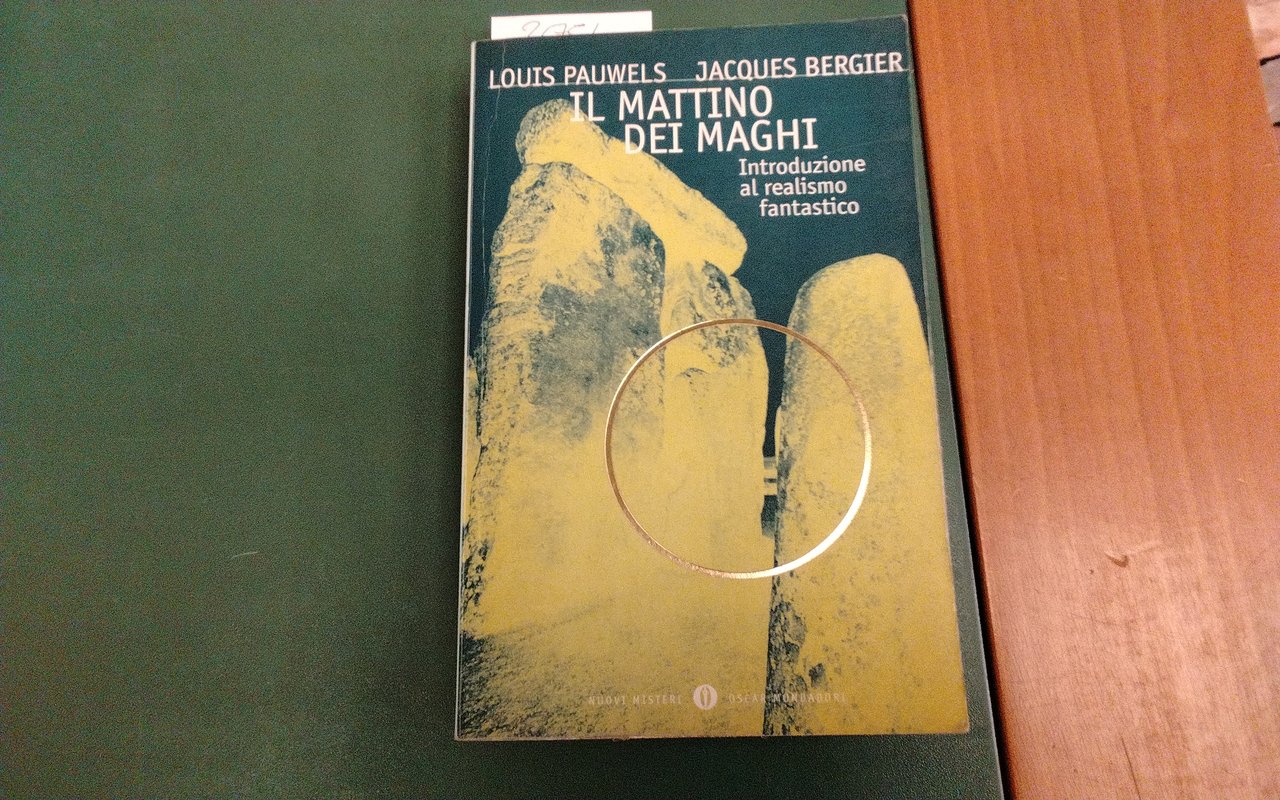 LOUIS PAUWELS JACQUES BERGIER
IL MATTINO
DEI MAGHI
Introduzione
al realismo
fantastico
NUOVI MISTERI OSCAR MONDADORI